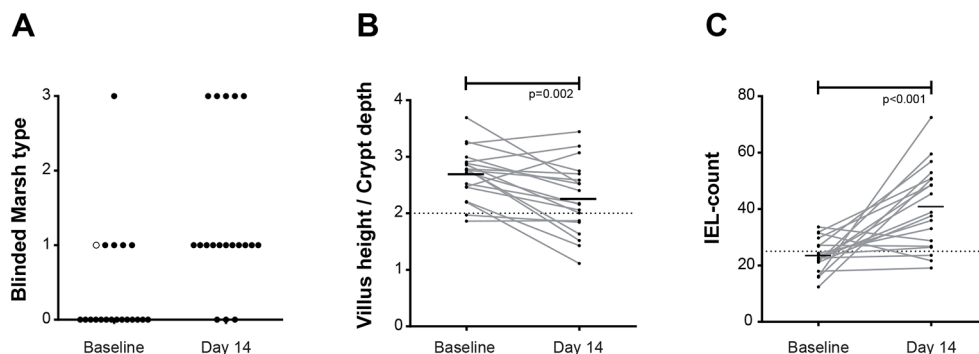 A
B
C
Blinded Marsh type
3
2
1
0
Baseline
Day 14
Villus height / Crypt depth
p=0.002
4
3
2
1
0
Baseline
Day 14
IEL-count
p<0.001
80
60
40
20
0
Baseline
Day 14